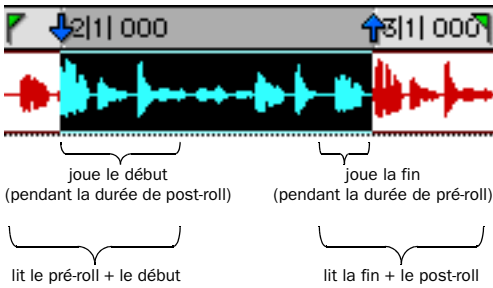 2|1| 000 3|1| 000
joue le début joue la fin
(pendant la durée de post-roll) (pendant la durée de pré-roll)
lit le pré-roll + le début lit la fin + le post-roll